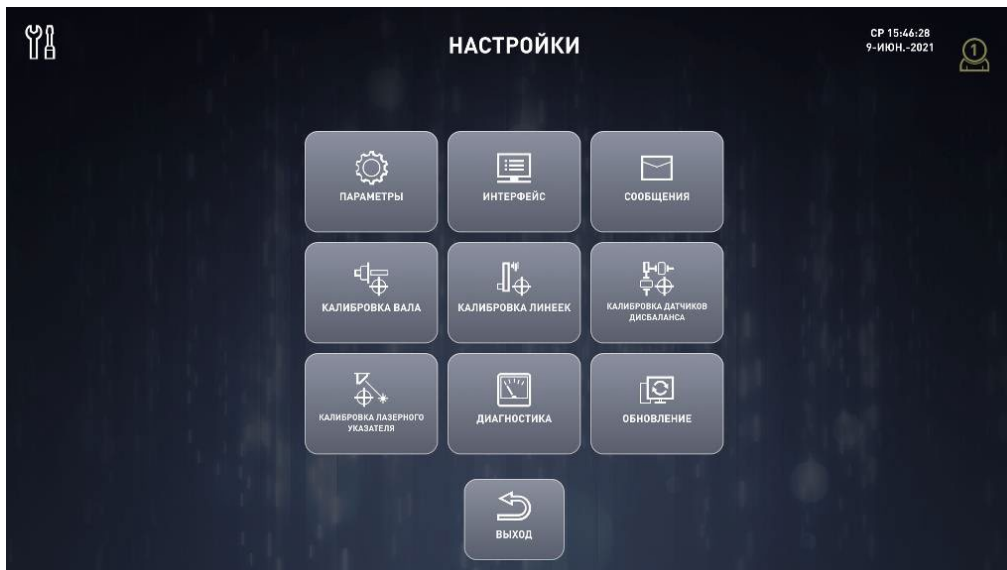 НАСТРОЙКИ
СР 15:46:28
9-ИЮН.-2021
1
ПАРАМЕТРЫ
ИНТЕРФЕЙС
СООБЩЕНИЯ
КАЛИБРОВКА ВАЛА
КАЛИБРОВКА ЛИНЕЕК
КАЛИБРОВКА ДАТЧИКОВ
ДИСБАЛАНСА
КАЛИБРОВКА ЛАЗЕРНОГО
УКАЗАТЕЛЯ
ДИАГНОСТИКА
ОБНОВЛЕНИЕ
ВЫХОД